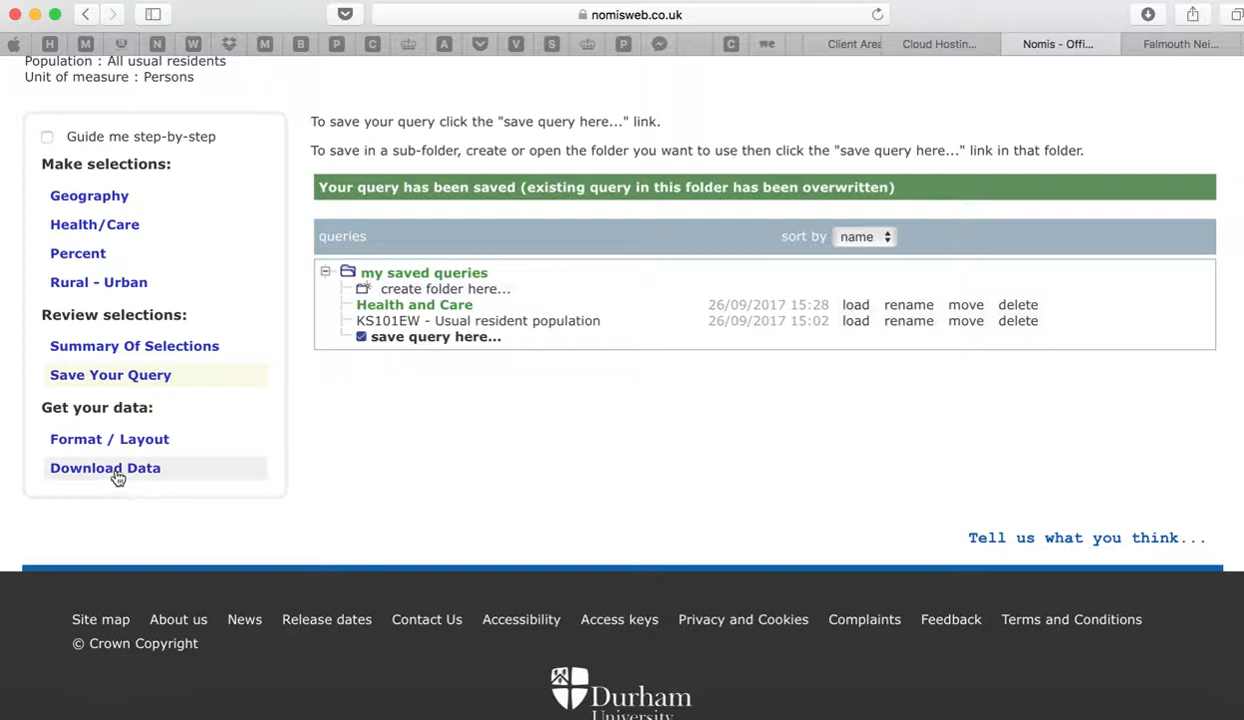 nomisweb.co.uk
H M N W M B P C A V S P C we Client Area Cloud Hostin... Nomis - Offi... Falmouth Nei...
Population : All usual residents
Unit of measure : Persons
Guide me step-by-step
Make selections:
Geography
Health/Care
Percent
Rural - Urban
Review selections:
Summary Of Selections
Save Your Query
Get your data:
Format / Layout
Download Data
To save your query click the "save query here..." link.
To save in a sub-folder, create or open the folder you want to use then click the "save query here..." link in that folder.
Your query has been saved (existing query in this folder has been overwritten)
queries sort by name
my saved queries
create folder here...
Health and Care 26/09/2017 15:28 load rename move delete
KS101EW - Usual resident population 26/09/2017 15:02 load rename move delete
save query here...
Tell us what you think...
Site map About us News Release dates Contact Us Accessibility Access keys Privacy and Cookies Complaints Feedback Terms and Conditions
© Crown Copyright
Durham
University